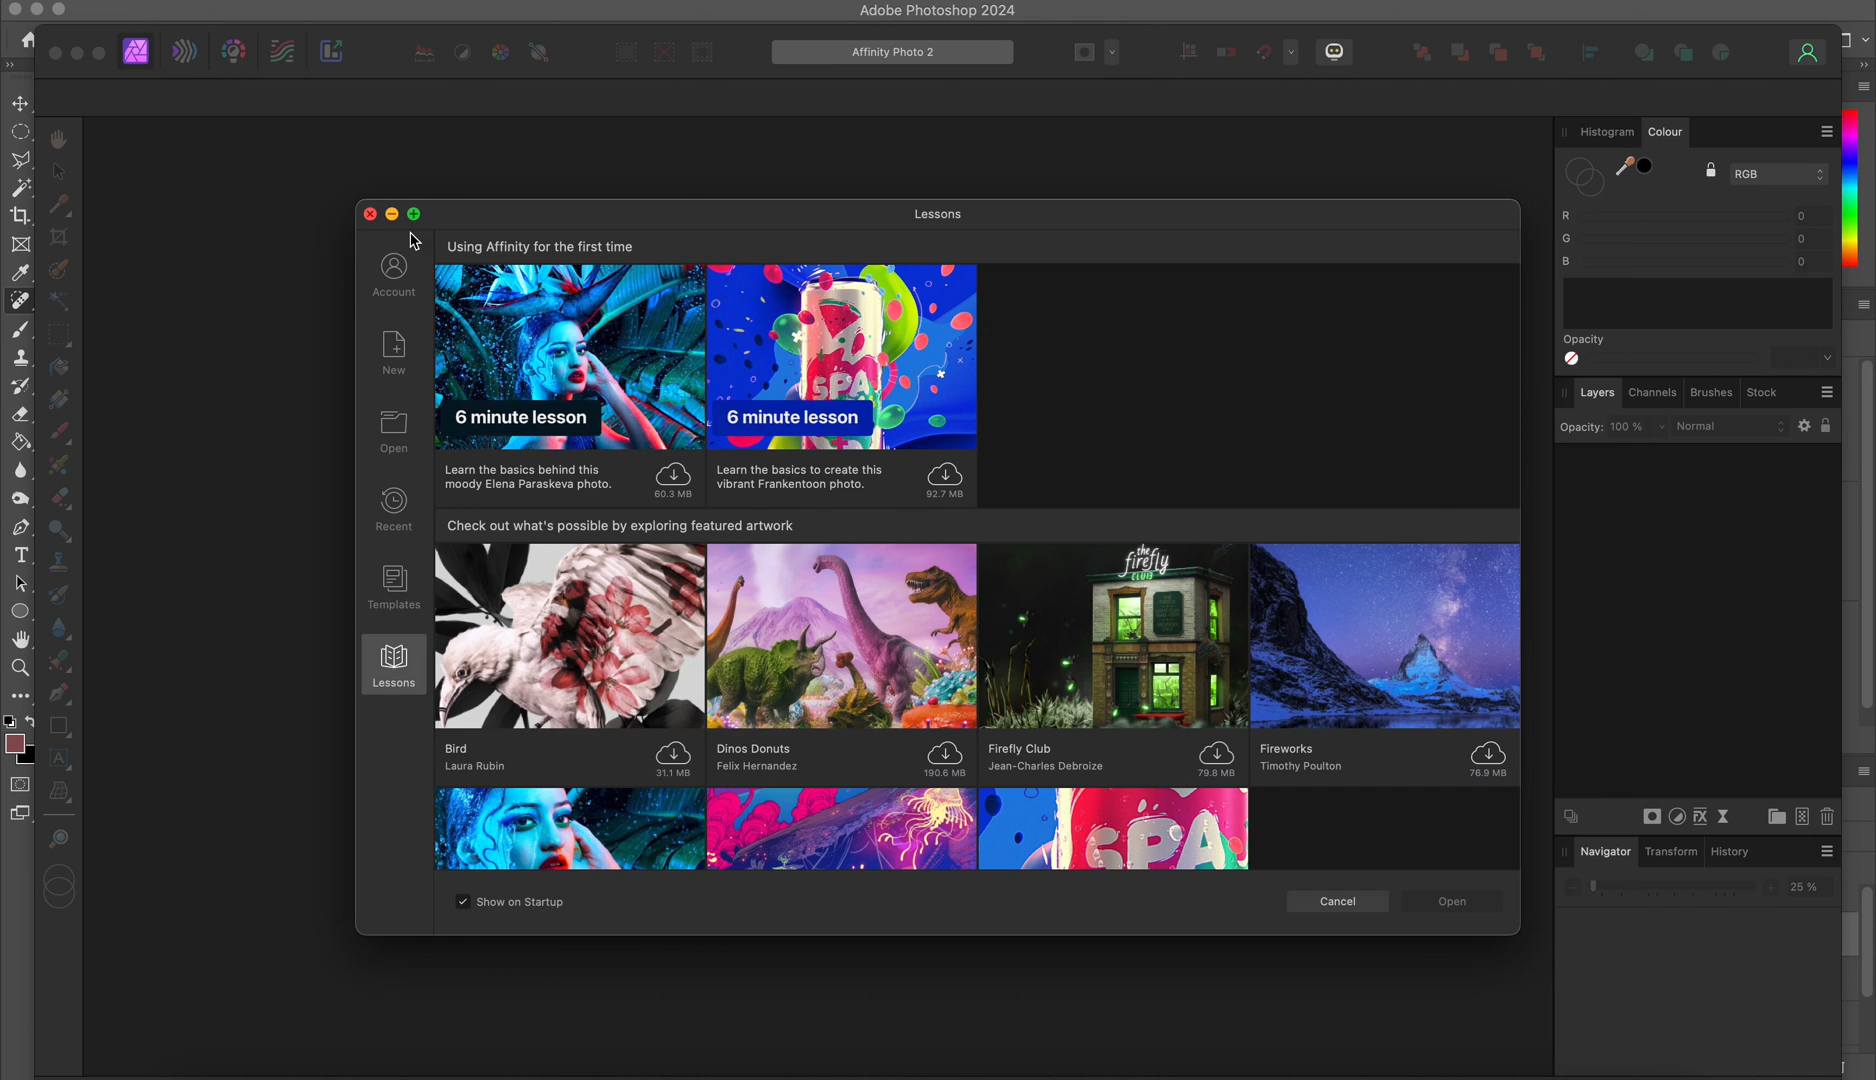 Adobe Photoshop 2024
Affinity Photo 2
Histogram
Colour
RGB
R
0
G
0
B
0
Opacity
Layers
Channels
Brushes
Stock
Opacity: 100 %
Normal
Navigator
Transform
History
25 %
Lessons
Account
New
Open
Recent
Templates
Lessons
Using Affinity for the first time
6 minute lesson
SPA
6 minute lesson
Learn the basics behind this
moody Elena Paraskeva photo.
60.3 MB
Learn the basics to create this
vibrant Frankentoon photo.
92.7 MB
Check out what's possible by exploring featured artwork
the
firefly
CLUB
Bird
Laura Rubin
31.1 MB
Dinos Donuts
Felix Hernandez
190.6 MB
Firefly Club
Jean-Charles Debroize
79.8 MB
Fireworks
Timothy Poulton
76.9 MB
SPA
Show on Startup
Cancel
Open